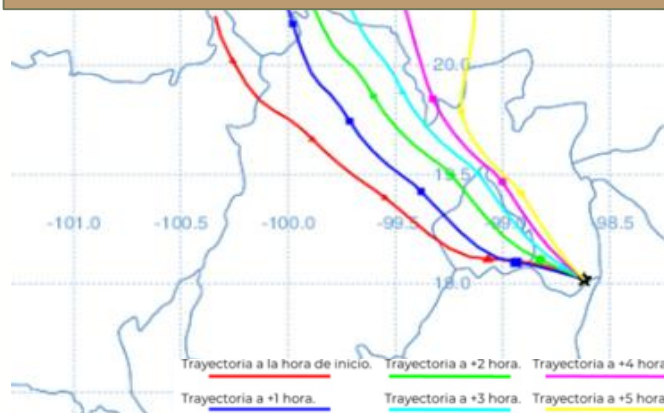 20.0
19.5
-101.0 -100.5 -100.0 -99.5 -99.0 -98.5
19.0
Trayectoria a la hora de inicio. Trayectoria a +2 hora. Trayectoria a +4 hora.
Trayectoria a +1 hora. Trayectoria a +3 hora. Trayectoria a +5 hora